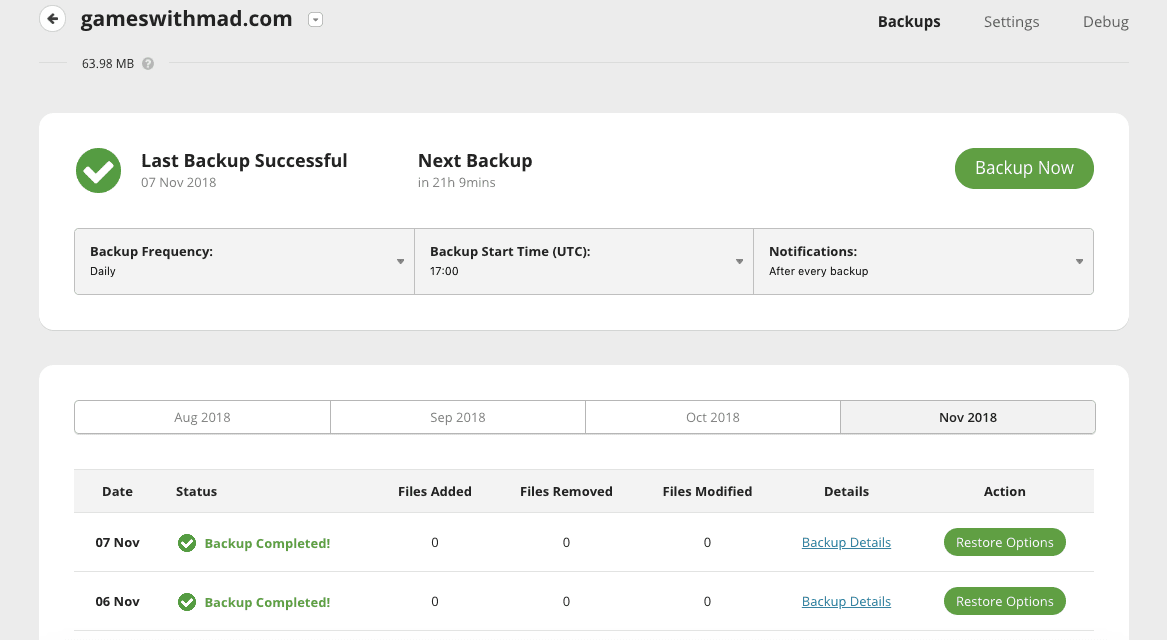 gameswithmad.com
Backups Settings Debug
63.98 MB ?
Last Backup Successful Next Backup Backup Now
07 Nov 2018 in 21h 9mins
Backup Frequency: Backup Start Time (UTC): Notifications:
Daily 17:00 After every backup
Aug 2018 Sep 2018 Oct 2018 Nov 2018
Date Status Files Added Files Removed Files Modified Details Action
07 Nov Backup Completed! 0 0 0 Backup Details Restore Options
06 Nov Backup Completed! 0 0 0 Backup Details Restore Options